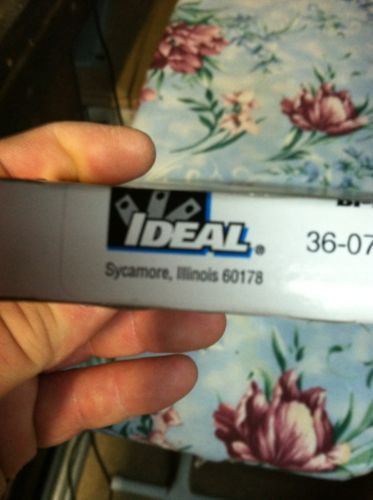 IDEAL®
36-07
Sycamore, Illinois 60178